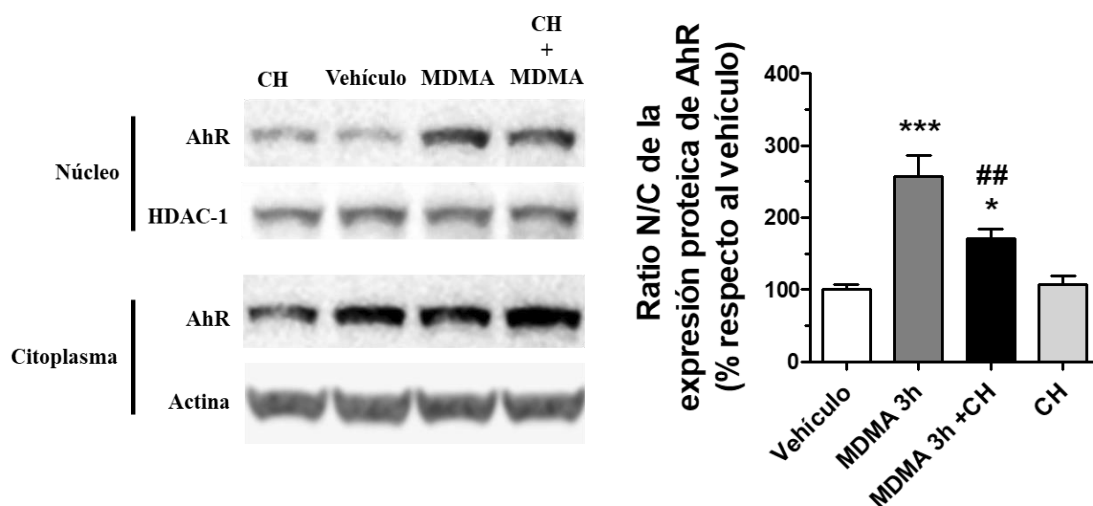 CH
Vehículo
MDMA
CH
+
MDMA
Núcleo
AhR
HDAC-1
Citoplasma
AhR
Actina
Ratio N/C de la
expresión proteica de AhR
(% respecto al vehículo)
400
300
200
100
0
***
##
*
Vehículo
MDMA 3h
MDMA 3h +CH
CH